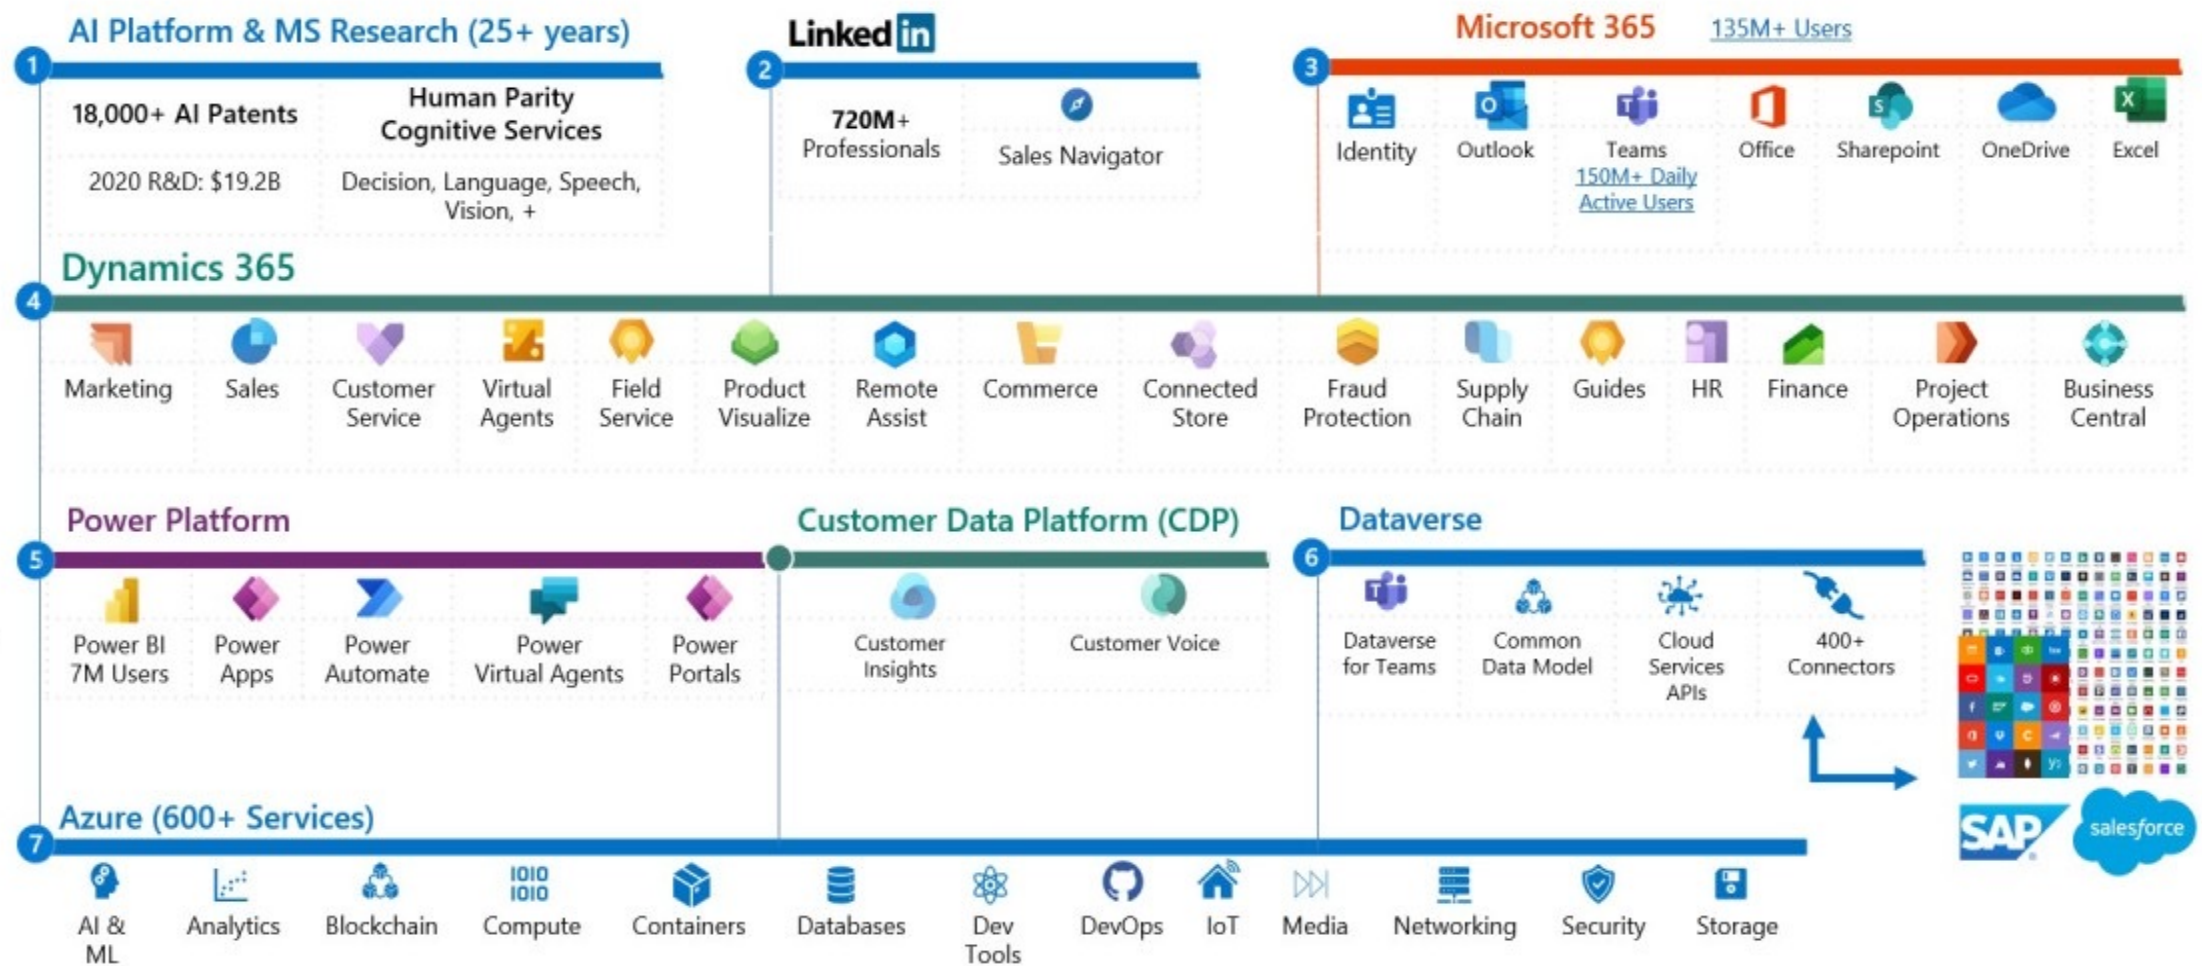 AI Platform & MS Research (25+ years)
1
18,000+ AI Patents
Human Parity
Cognitive Services
2020 R&D: $19.2B
Decision, Language, Speech,
Vision, +
Linked in
2
720M+
Professionals
Sales Navigator
Microsoft 365
135M+ Users
3
Identity
Outlook
Teams
150M+ Daily
Active Users
Office
Sharepoint
OneDrive
Excel
Dynamics 365
4
Marketing
Sales
Customer
Service
Virtual
Agents
Field
Service
Product
Visualize
Remote
Assist
Commerce
Connected
Store
Fraud
Protection
Supply
Chain
Guides
HR
Finance
Project
Operations
Business
Central
Power Platform
5
Power BI
7M Users
Power
Apps
Power
Automate
Power
Virtual Agents
Power
Portals
Customer Data Platform (CDP)
Customer
Insights
Customer Voice
Dataverse
6
Dataverse
for Teams
Common
Data Model
Cloud
Services
APIs
400+
Connectors
SAP
salesforce
Azure (600+ Services)
7
AI &
ML
Analytics
Blockchain
1010
1010
Compute
Containers
Databases
Dev
Tools
DevOps
IoT
Media
Networking
Security
Storage